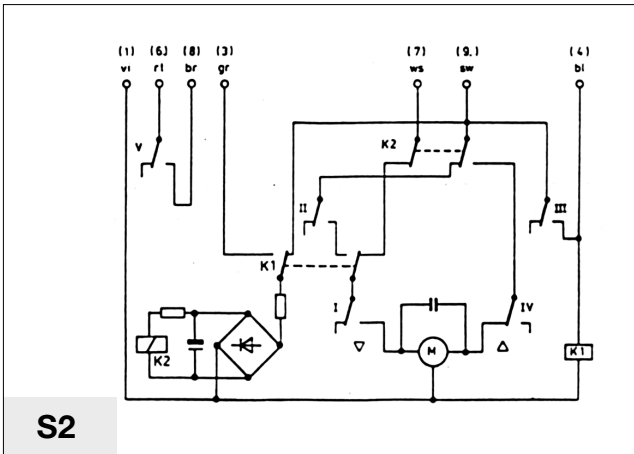 (1) (6) (8) (3) (7) (9.) (4)
vi rt br gr ws sw bl
V
K2
II
III
K1
I
IV
M
K2
K1
S2